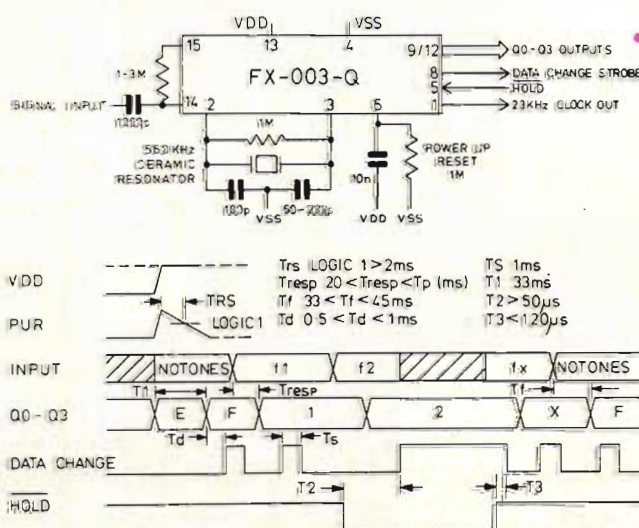 VDD VSS
15 13 4 9/12 Q0-Q3 OUTPUTS
1-3M FX-003-Q 8 DATA CHANGE STROBE
5 HOLD
SIGNAL INPUT 14 2 3 6 1 23KHz CLOCK OUT
1M
560KHz
CERAMIC
RESONATOR
POWER UP
RESET
1M
10n
VSS
VDD VSS
VDD
Trs LOGIC 1 > 2ms TS 1ms
Tresp 20 < Tresp < Tp (ms) T1 33ms
Tf 33 < Tf < 45ms T2 > 50µs
Td 0·5 < Td < 1ms T3 < 120µs
TRS
PUR LOGIC 1
INPUT NOTONES f1 f2 fx NOTONES
T1 Tresp Tf
Q0-Q3 E F 1 2 X F
Td Ts
DATA CHANGE
T2 T3
HOLD